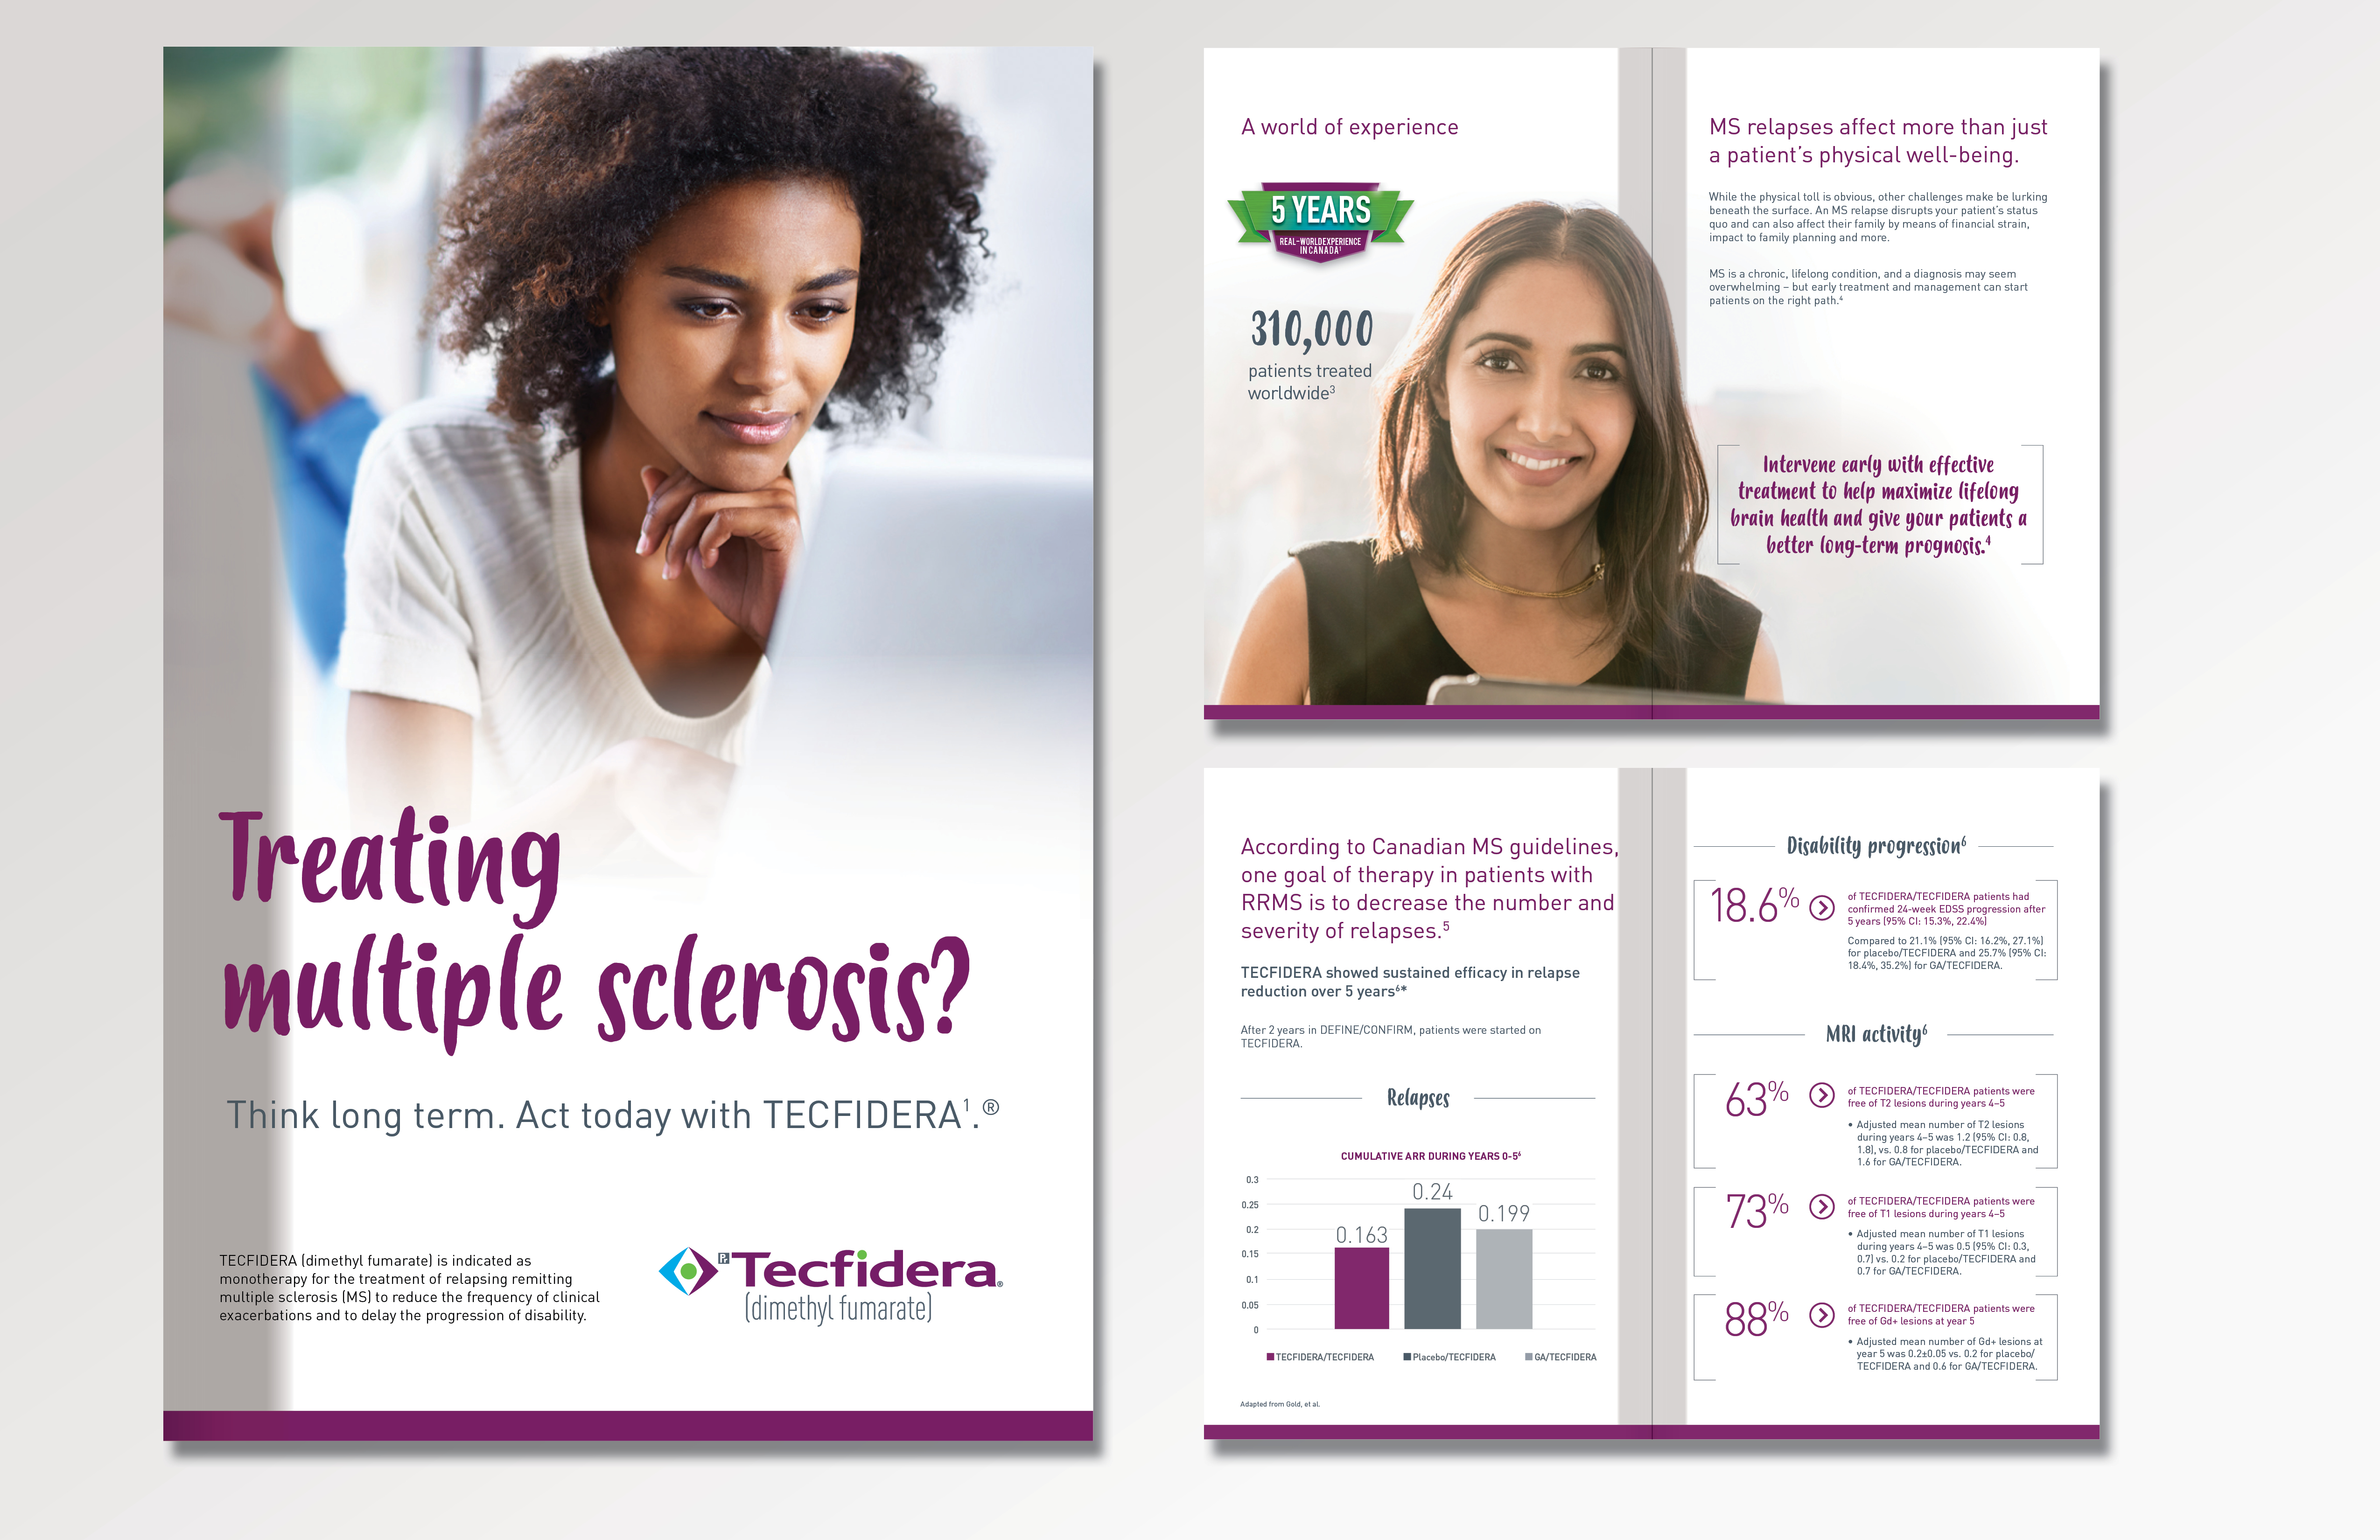 Treating
multiple sclerosis?
Think long term. Act today with TECFIDERA¹.®
TECFIDERA (dimethyl fumarate) is indicated as
monotherapy for the treatment of relapsing remitting
multiple sclerosis (MS) to reduce the frequency of clinical
exacerbations and to delay the progression of disability.
Pr Tecfidera®
(dimethyl fumarate)
A world of experience
5 YEARS
REAL-WORLD EXPERIENCE
IN CANADA¹
310,000
patients treated
worldwide³
MS relapses affect more than just
a patient's physical well-being.
While the physical toll is obvious, other challenges make be lurking
beneath the surface. An MS relapse disrupts your patient's status
quo and can also affect their family by means of financial strain,
impact to family planning and more.
MS is a chronic, lifelong condition, and a diagnosis may seem
overwhelming – but early treatment and management can start
patients on the right path.⁴
Intervene early with effective
treatment to help maximize lifelong
brain health and give your patients a
better long-term prognosis.⁴
According to Canadian MS guidelines,
one goal of therapy in patients with
RRMS is to decrease the number and
severity of relapses.⁵
TECFIDERA showed sustained efficacy in relapse
reduction over 5 years⁶*
After 2 years in DEFINE/CONFIRM, patients were started on
TECFIDERA.
Relapses
CUMULATIVE ARR DURING YEARS 0-5⁶
0.3
0.25
0.2
0.15
0.1
0.05
0
0.163
0.24
0.199
TECFIDERA/TECFIDERA
Placebo/TECFIDERA
GA/TECFIDERA
Adapted from Gold, et al.
Disability progression⁶
18.6%
of TECFIDERA/TECFIDERA patients had
confirmed 24-week EDSS progression after
5 years (95% CI: 15.3%, 22.4%)
Compared to 21.1% (95% CI: 16.2%, 27.1%)
for placebo/TECFIDERA and 25.7% (95% CI:
18.4%, 35.2%) for GA/TECFIDERA.
MRI activity⁶
63%
of TECFIDERA/TECFIDERA patients were
free of T2 lesions during years 4–5
• Adjusted mean number of T2 lesions
during years 4–5 was 1.2 (95% CI: 0.8,
1.8), vs. 0.8 for placebo/TECFIDERA and
1.6 for GA/TECFIDERA.
73%
of TECFIDERA/TECFIDERA patients were
free of T1 lesions during years 4–5
• Adjusted mean number of T1 lesions
during years 4–5 was 0.5 (95% CI: 0.3,
0.7) vs. 0.2 for placebo/TECFIDERA and
0.7 for GA/TECFIDERA.
88%
of TECFIDERA/TECFIDERA patients were
free of Gd+ lesions at year 5
• Adjusted mean number of Gd+ lesions at
year 5 was 0.2±0.05 vs. 0.2 for placebo/
TECFIDERA and 0.6 for GA/TECFIDERA.